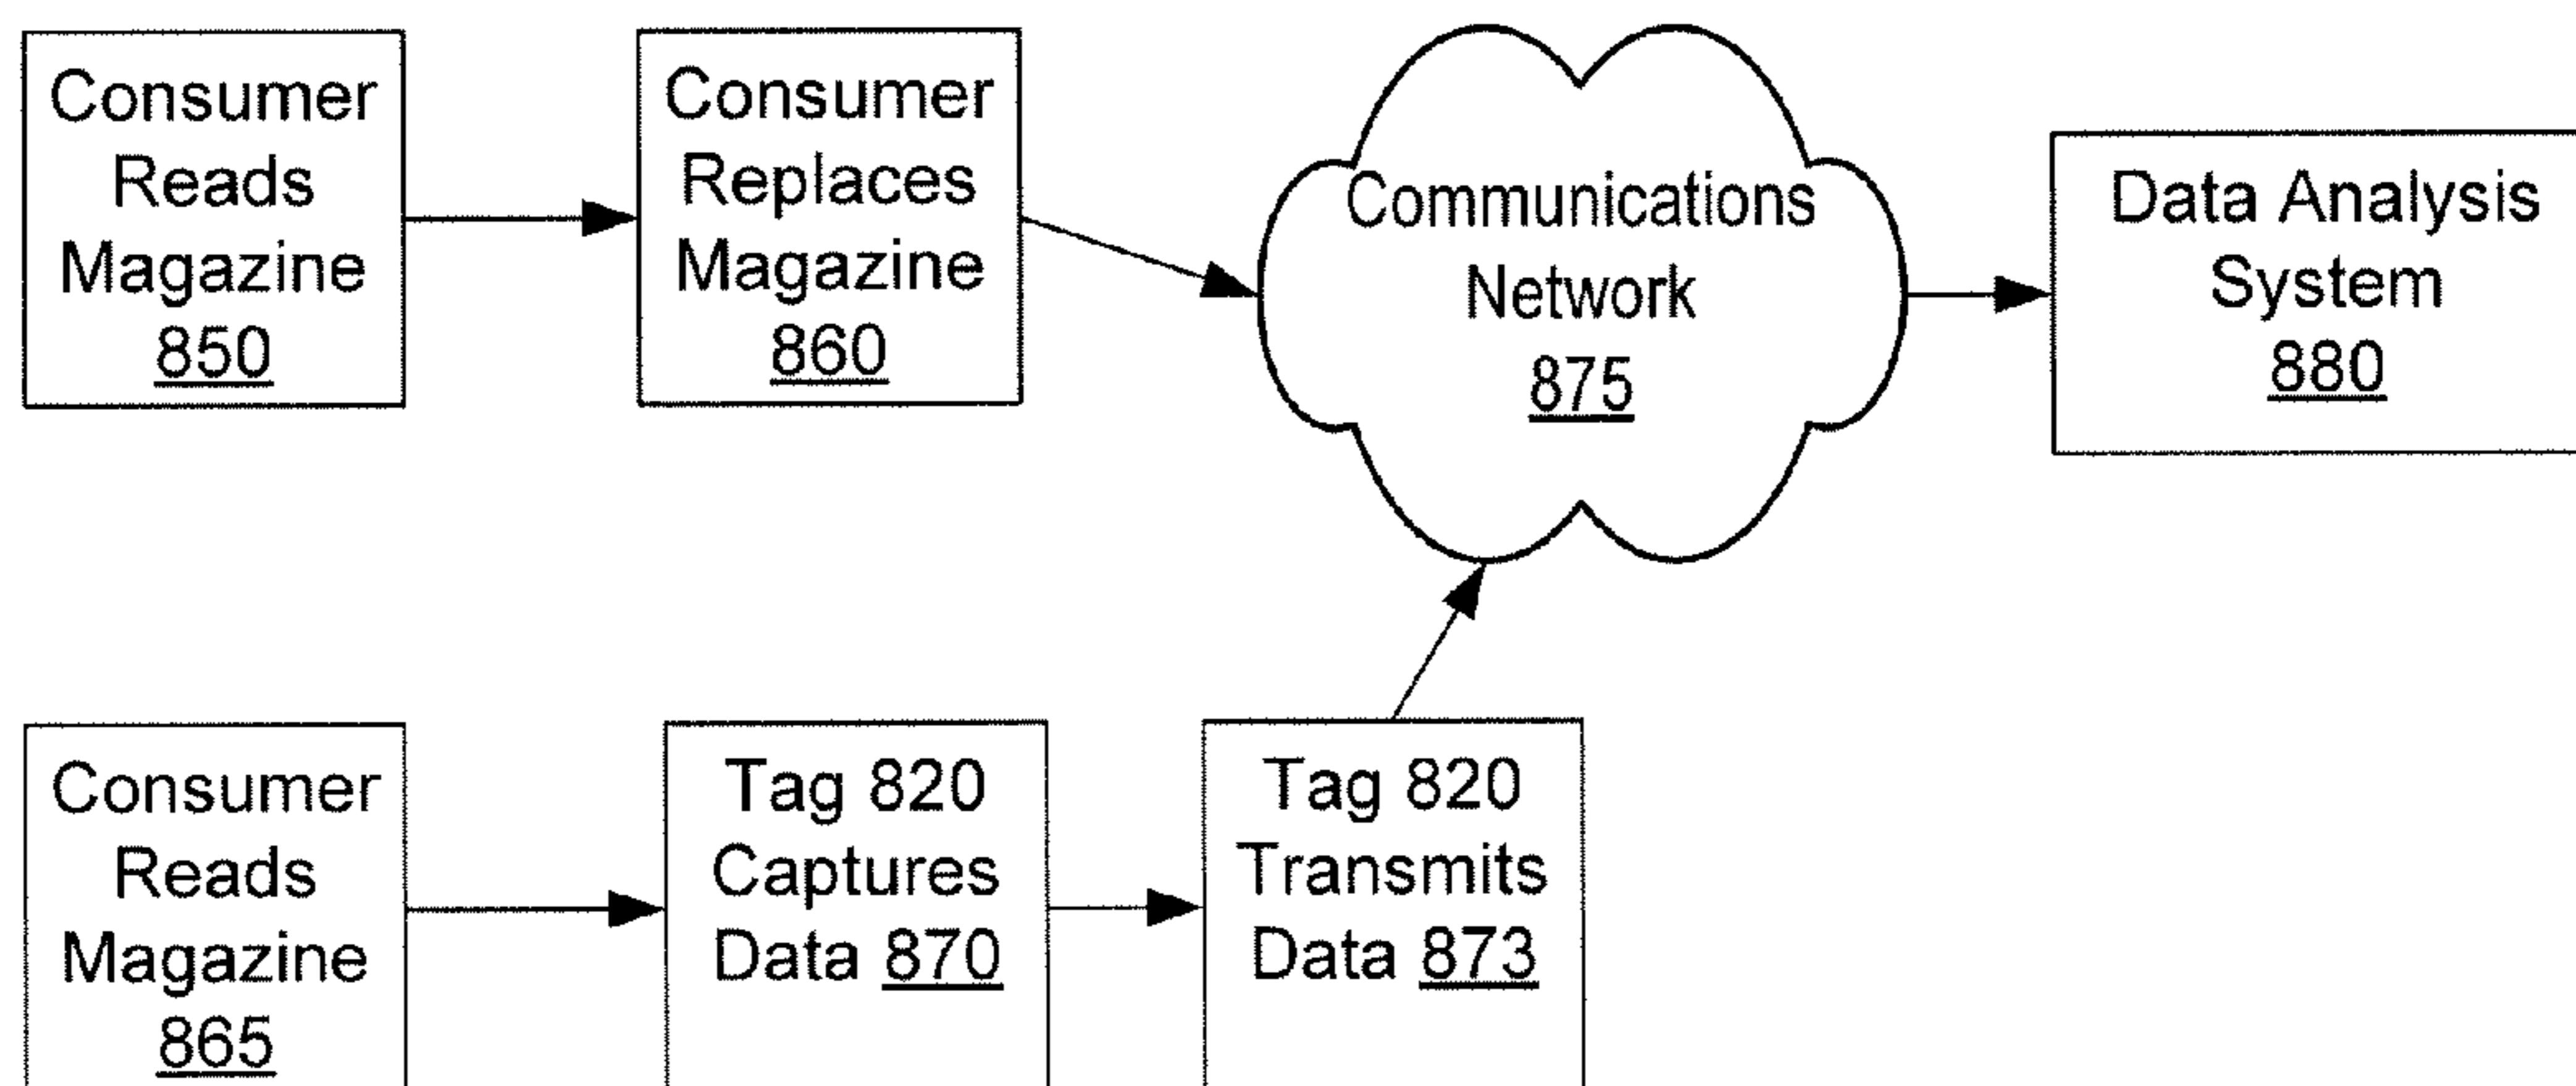 Consumer
Reads
Magazine
850
Consumer
Replaces
Magazine
860
Communications
Network
875
Data Analysis
System
880
Consumer
Reads
Magazine
865
Tag 820
Captures
Data 870
Tag 820
Transmits
Data 873